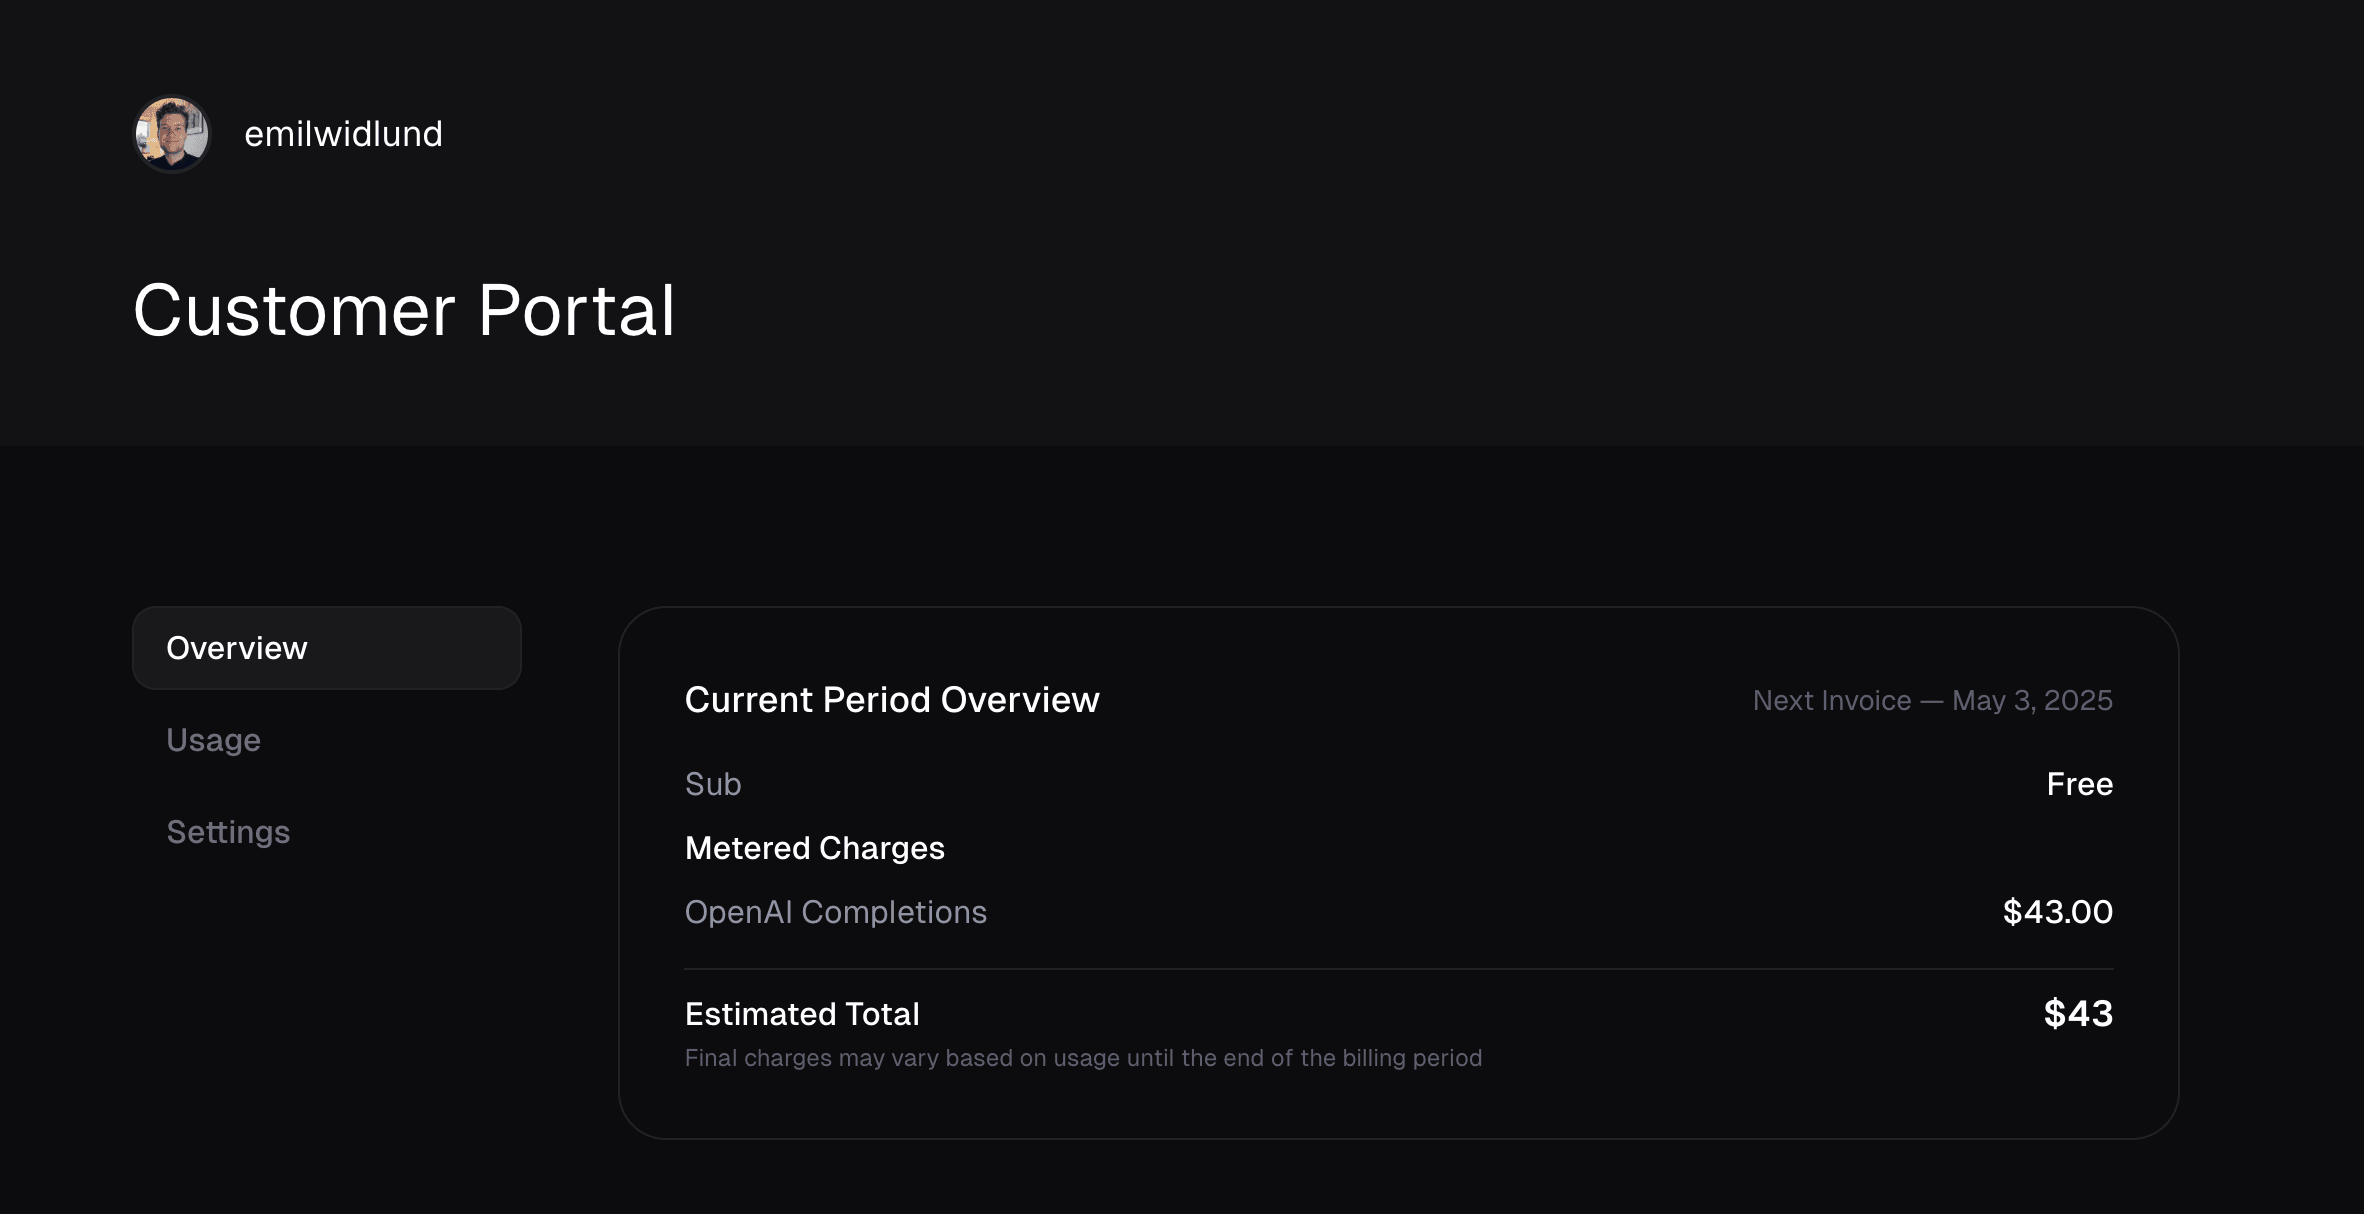 emilwidlund
Customer Portal
Overview
Usage
Settings
Current Period Overview
Next Invoice — May 3, 2025
Sub
Free
Metered Charges
OpenAI Completions
$43.00
Estimated Total
$43
Final charges may vary based on usage until the end of the billing period